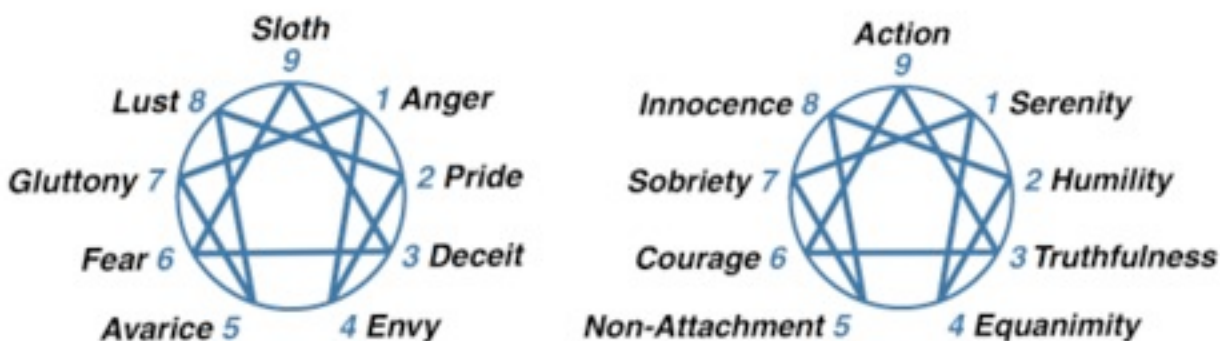 Sloth
9
Lust 8
1 Anger
Gluttony 7
2 Pride
Fear 6
3 Deceit
Avarice 5
4 Envy
Action
9
Innocence 8
1 Serenity
Sobriety 7
2 Humility
Courage 6
3 Truthfulness
Non-Attachment 5
4 Equanimity